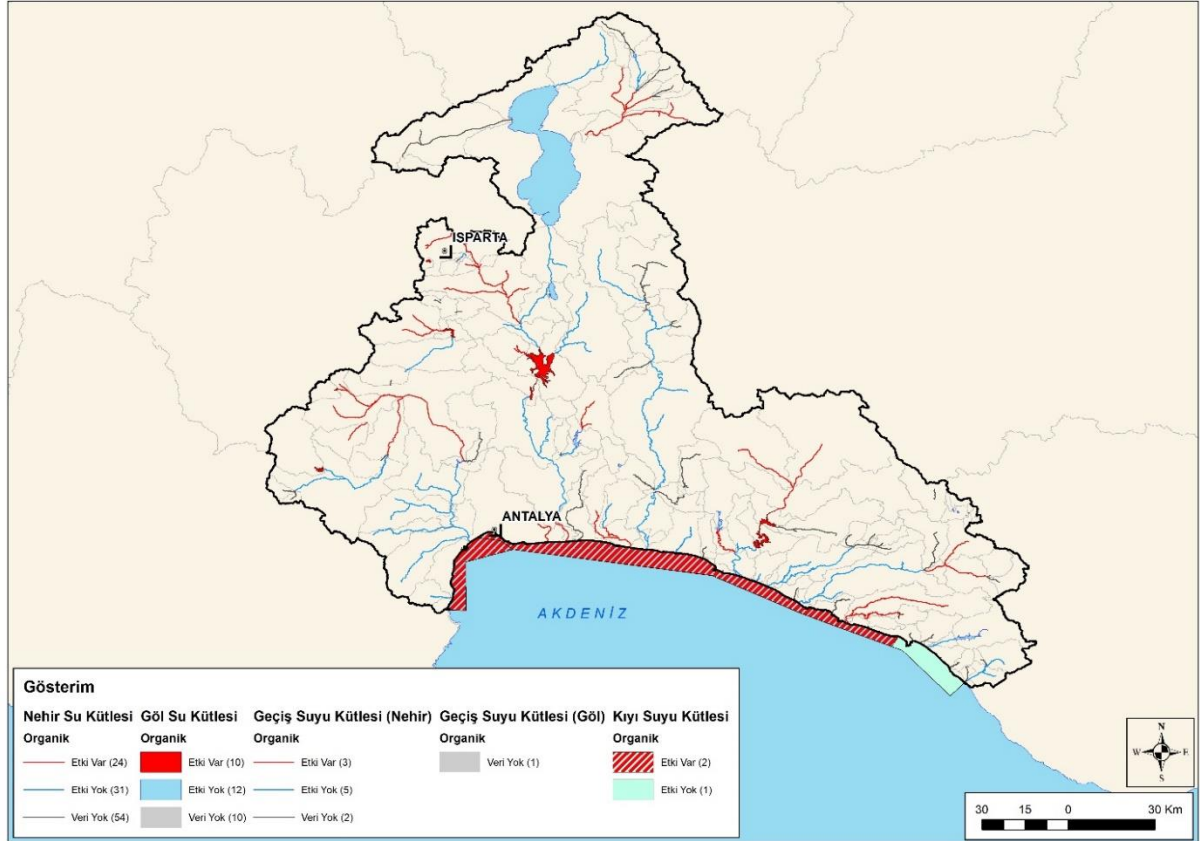 ISPARTA
ANTALYA
AKDENİZ
Gösterim
Nehir Su Kütlesi
Organik
Etki Var (24)
Etki Yok (31)
Veri Yok (54)
Göl Su Kütlesi
Etki Var (10)
Etki Yok (12)
Veri Yok (10)
Geçiş Suyu Kütlesi (Nehir)
Organik
Etki Var (3)
Etki Yok (5)
Veri Yok (2)
Geçiş Suyu Kütlesi (Göl)
Organik
Veri Yok (1)
Kıyı Suyu Kütlesi
Organik
Etki Var (2)
Etki Yok (1)
N
W E
S
30 15 0 30 Km